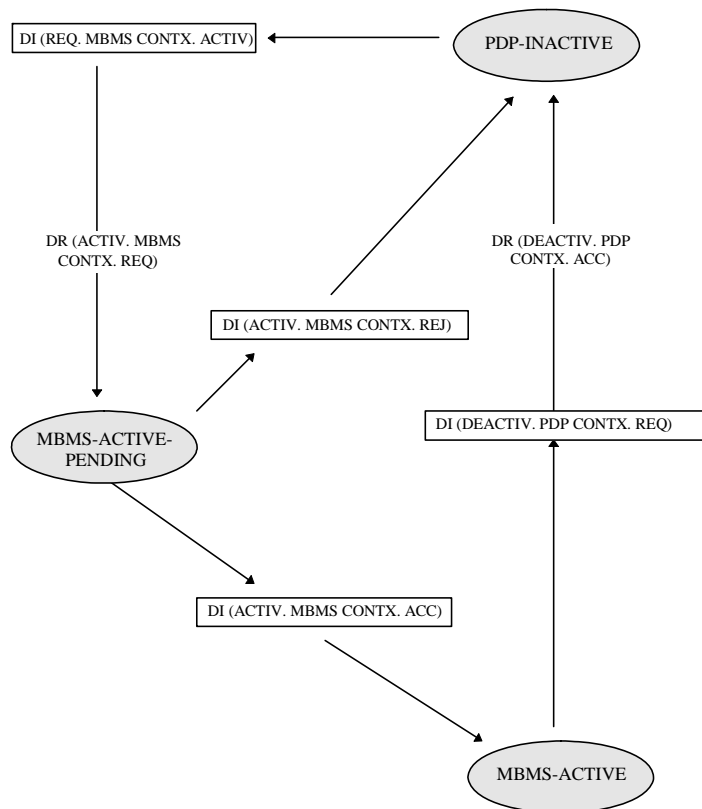 DI (REQ. MBMS CONTX. ACTIV)
PDP-INACTIVE
DR (ACTIV. MBMS
CONTX. REQ)
DR (DEACTIV. PDP
CONTX. ACC)
DI (ACTIV. MBMS CONTX. REJ)
MBMS-ACTIVE-
PENDING
DI (DEACTIV. PDP CONTX. REQ)
DI (ACTIV. MBMS CONTX. ACC)
MBMS-ACTIVE